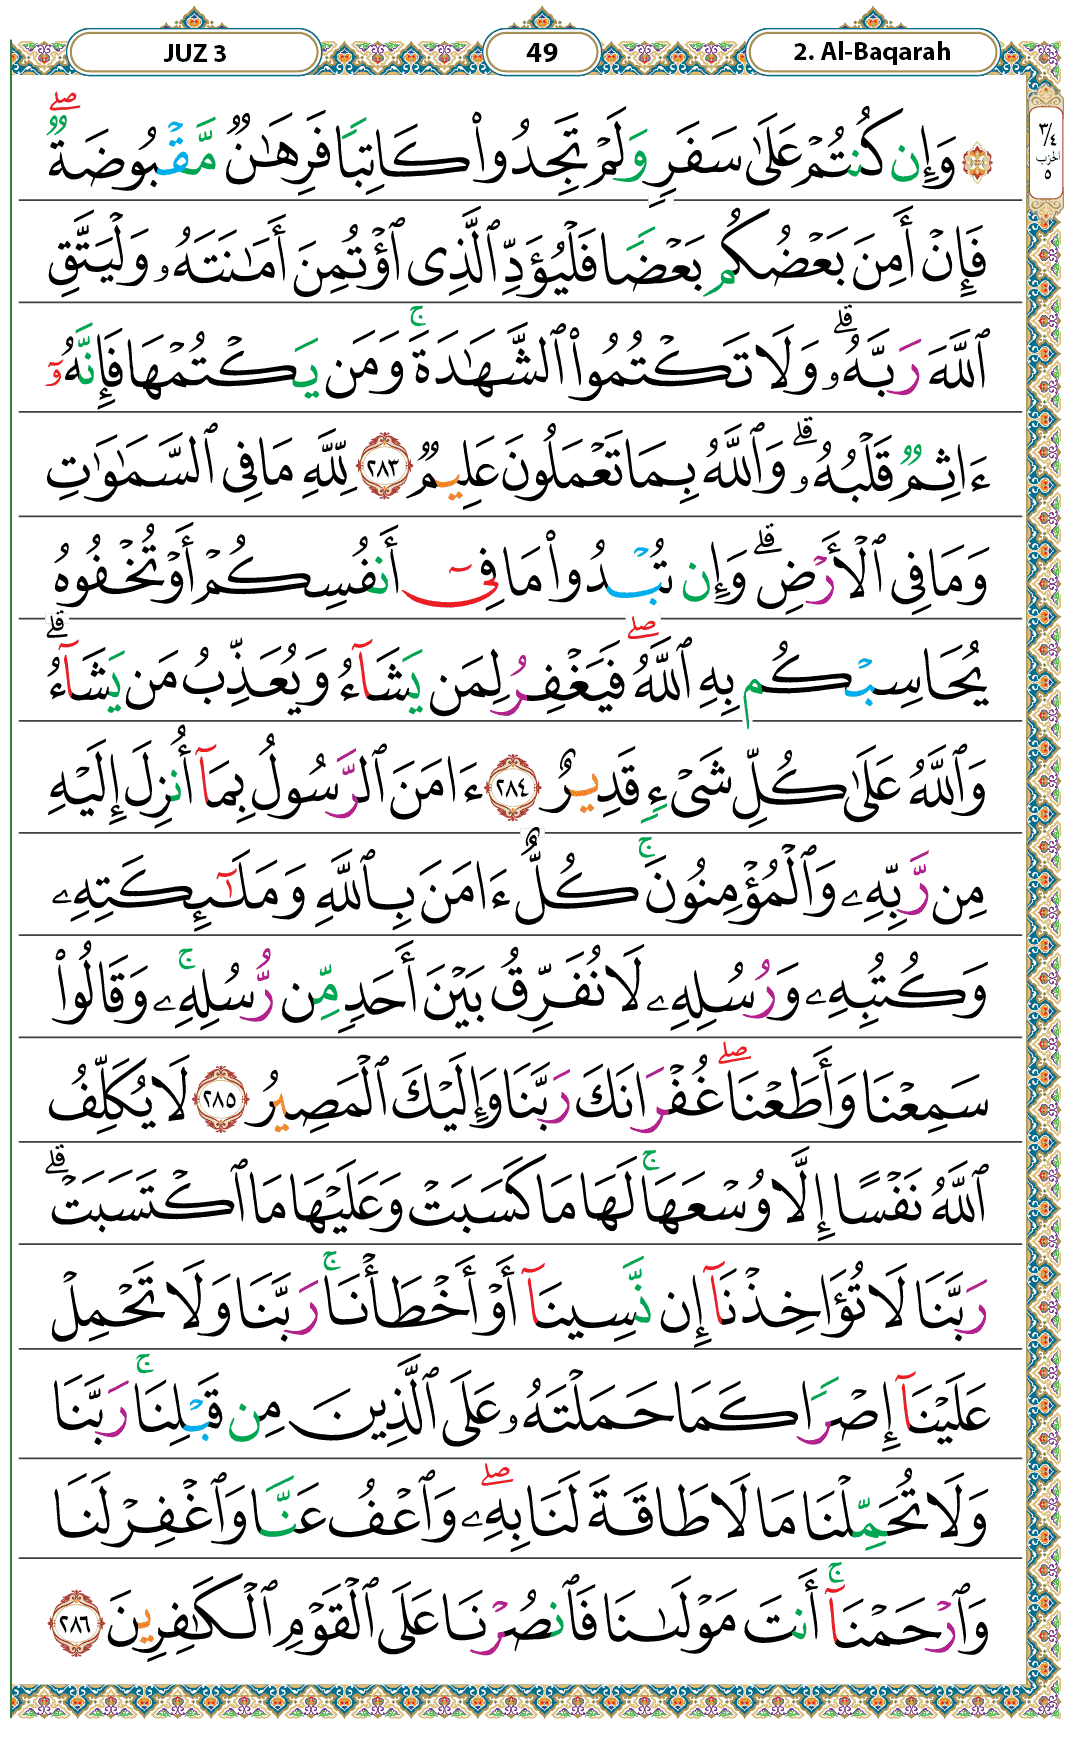 JUZ 3
49
2. Al-Baqarah
٣/٤
الحزب
٥
وَإِن كُنتُمْ عَلَىٰ سَفَرٍ وَلَمْ تَجِدُوا۟ كَاتِبًا فَرِهَـٰنٌ مَّقْبُوضَةٌ ۖ
فَإِنْ أَمِنَ بَعْضُكُم بَعْضًا فَلْيُؤَدِّ ٱلَّذِى ٱؤْتُمِنَ أَمَـٰنَتَهُۥ وَلْيَتَّقِ
ٱللَّهَ رَبَّهُۥ ۗ وَلَا تَكْتُمُوا۟ ٱلشَّهَـٰدَةَ ۚ وَمَن يَكْتُمْهَا فَإِنَّهُۥٓ
ءَاثِمٌ قَلْبُهُۥ ۗ وَٱللَّهُ بِمَا تَعْمَلُونَ عَلِيمٌ ٢٨٣ لِّلَّهِ مَا فِى ٱلسَّمَـٰوَٰتِ
وَمَا فِى ٱلْأَرْضِ ۗ وَإِن تُبْدُوا۟ مَا فِىٓ أَنفُسِكُمْ أَوْ تُخْفُوهُ
يُحَاسِبْكُم بِهِ ٱللَّهُ ۖ فَيَغْفِرُ لِمَن يَشَآءُ وَيُعَذِّبُ مَن يَشَآءُ ۗ
وَٱللَّهُ عَلَىٰ كُلِّ شَىْءٍ قَدِيرٌ ٢٨٤ ءَامَنَ ٱلرَّسُولُ بِمَآ أُنزِلَ إِلَيْهِ
مِن رَّبِّهِۦ وَٱلْمُؤْمِنُونَ ۚ كُلٌّ ءَامَنَ بِٱللَّهِ وَمَلَـٰٓئِكَتِهِۦ
وَكُتُبِهِۦ وَرُسُلِهِۦ لَا نُفَرِّقُ بَيْنَ أَحَدٍ مِّن رُّسُلِهِۦ ۚ وَقَالُوا۟
سَمِعْنَا وَأَطَعْنَا ۖ غُفْرَانَكَ رَبَّنَا وَإِلَيْكَ ٱلْمَصِيرُ ٢٨٥ لَا يُكَلِّفُ
ٱللَّهُ نَفْسًا إِلَّا وُسْعَهَا ۚ لَهَا مَا كَسَبَتْ وَعَلَيْهَا مَا ٱكْتَسَبَتْ ۗ
رَبَّنَا لَا تُؤَاخِذْنَآ إِن نَّسِينَآ أَوْ أَخْطَأْنَا ۚ رَبَّنَا وَلَا تَحْمِلْ
عَلَيْنَآ إِصْرًا كَمَا حَمَلْتَهُۥ عَلَى ٱلَّذِينَ مِن قَبْلِنَا ۚ رَبَّنَا
وَلَا تُحَمِّلْنَا مَا لَا طَاقَةَ لَنَا بِهِۦ ۖ وَٱعْفُ عَنَّا وَٱغْفِرْ لَنَا
وَٱرْحَمْنَآ ۚ أَنتَ مَوْلَىٰنَا فَٱنصُرْنَا عَلَى ٱلْقَوْمِ ٱلْكَـٰفِرِينَ ٢٨٦